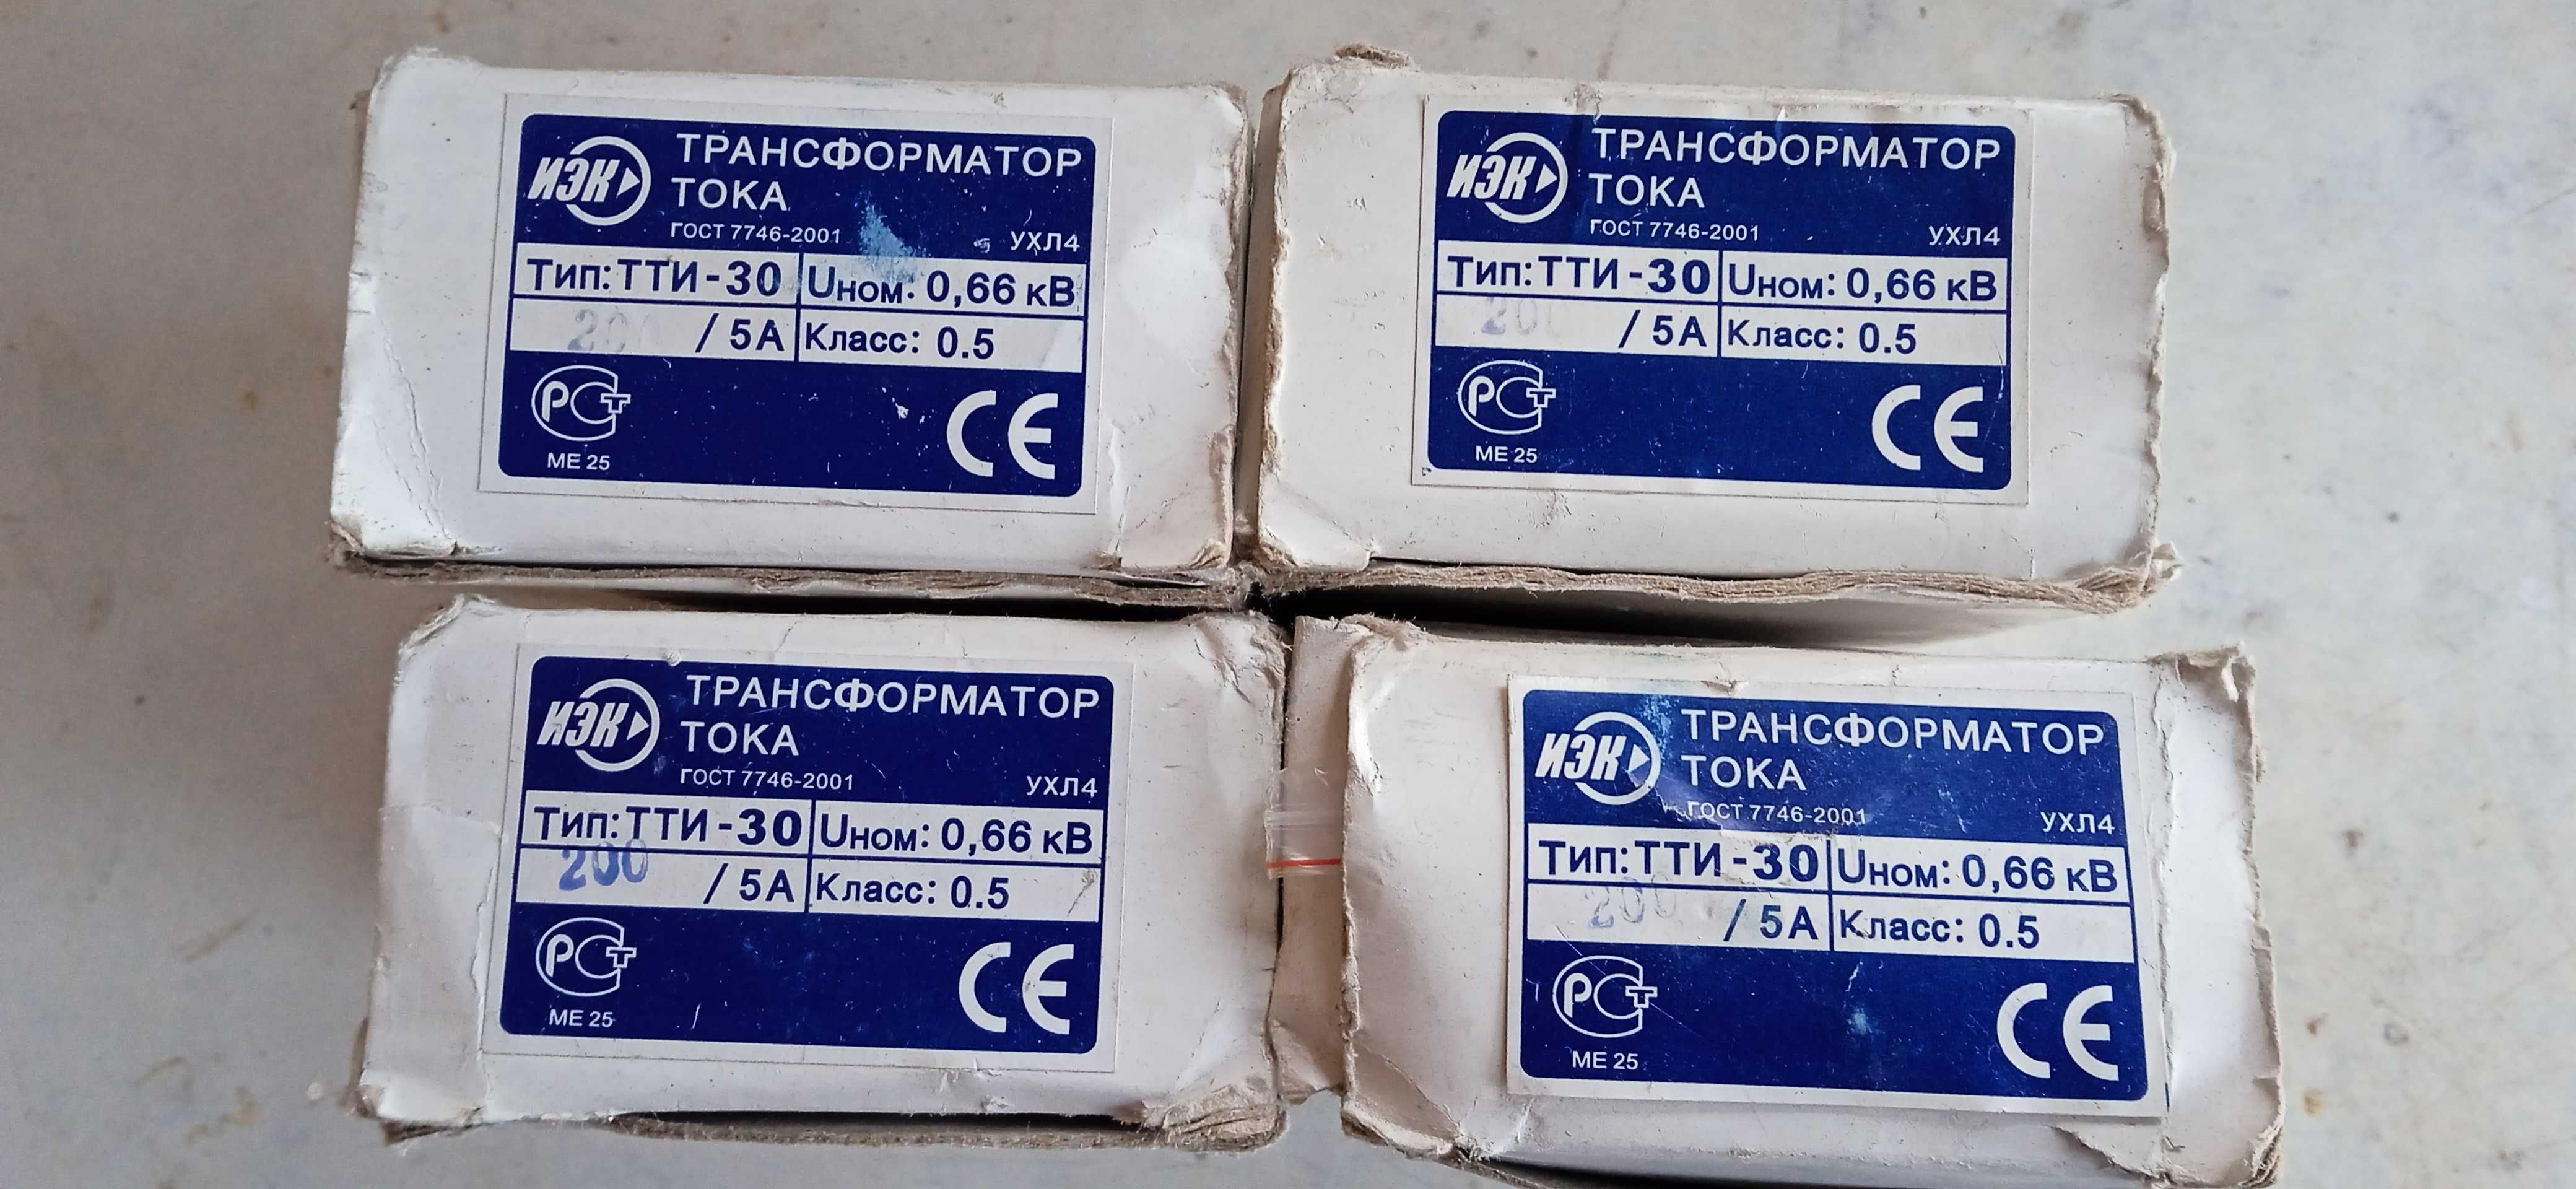 ИЭК
ТРАНСФОРМАТОР
ТОКА
ГОСТ 7746-2001 УХЛ4
Тип: ТТИ-30 Uном: 0,66 кВ
200 / 5А Класс: 0.5
РСТ CE
МЕ 25
ИЭК
ТРАНСФОРМАТОР
ТОКА
ГОСТ 7746-2001 УХЛ4
Тип: ТТИ-30 Uном: 0,66 кВ
200 / 5А Класс: 0.5
РСТ CE
МЕ 25
ИЭК
ТРАНСФОРМАТОР
ТОКА
ГОСТ 7746-2001 УХЛ4
Тип: ТТИ-30 Uном: 0,66 кВ
200 / 5А Класс: 0.5
РСТ CE
МЕ 25
ИЭК
ТРАНСФОРМАТОР
ТОКА
ГОСТ 7746-2001 УХЛ4
Тип: ТТИ-30 Uном: 0,66 кВ
200 / 5А Класс: 0.5
РСТ CE
МЕ 25